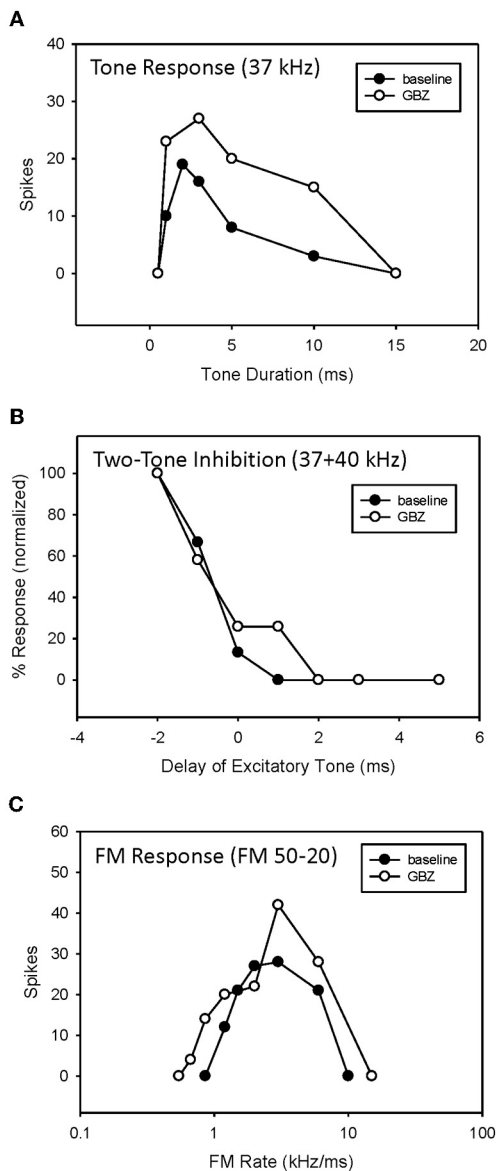 A
Tone Response (37 kHz)
baseline
GBZ
40
30
20
10
0
Spikes
0 5 10 15 20
Tone Duration (ms)
B
Two-Tone Inhibition (37+40 kHz)
baseline
GBZ
100
80
60
40
20
0
% Response (normalized)
-4 -2 0 2 4 6
Delay of Excitatory Tone (ms)
C
FM Response (FM 50-20)
baseline
GBZ
60
50
40
30
20
10
0
Spikes
0.1 1 10 100
FM Rate (kHz/ms)